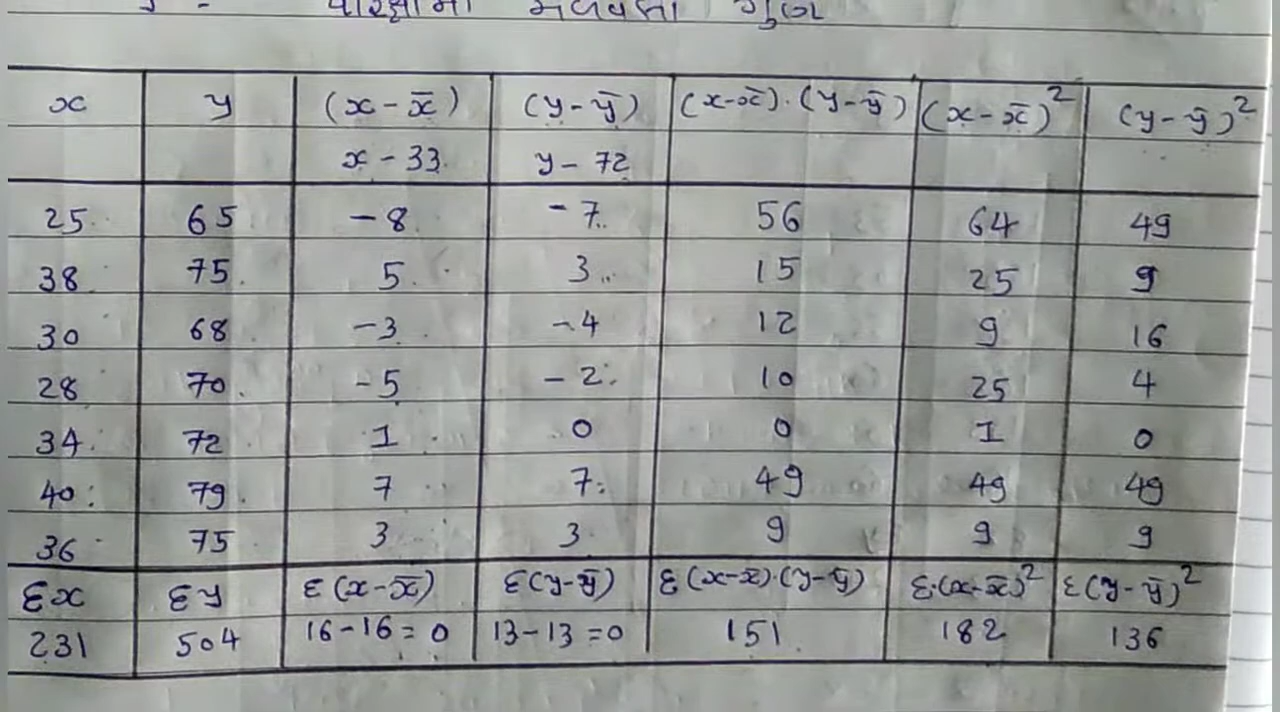 x y (x - x̄) (y - ȳ) (x-x̄).(y-ȳ) (x - x̄)² (y - ȳ)²
x - 33 y - 72
25 65 -8 -7 56 64 49
38 75 5 3 15 25 9
30 68 -3 -4 12 9 16
28 70 -5 -2 10 25 4
34 72 1 0 0 1 0
40 79 7 7 49 49 49
36 75 3 3 9 9 9
Σx Σy Σ(x-x̄) Σ(y-ȳ) Σ(x-x̄).(y-ȳ) Σ.(x-x̄)² Σ(y-ȳ)²
231 504 16-16=0 13-13=0 151 182 136